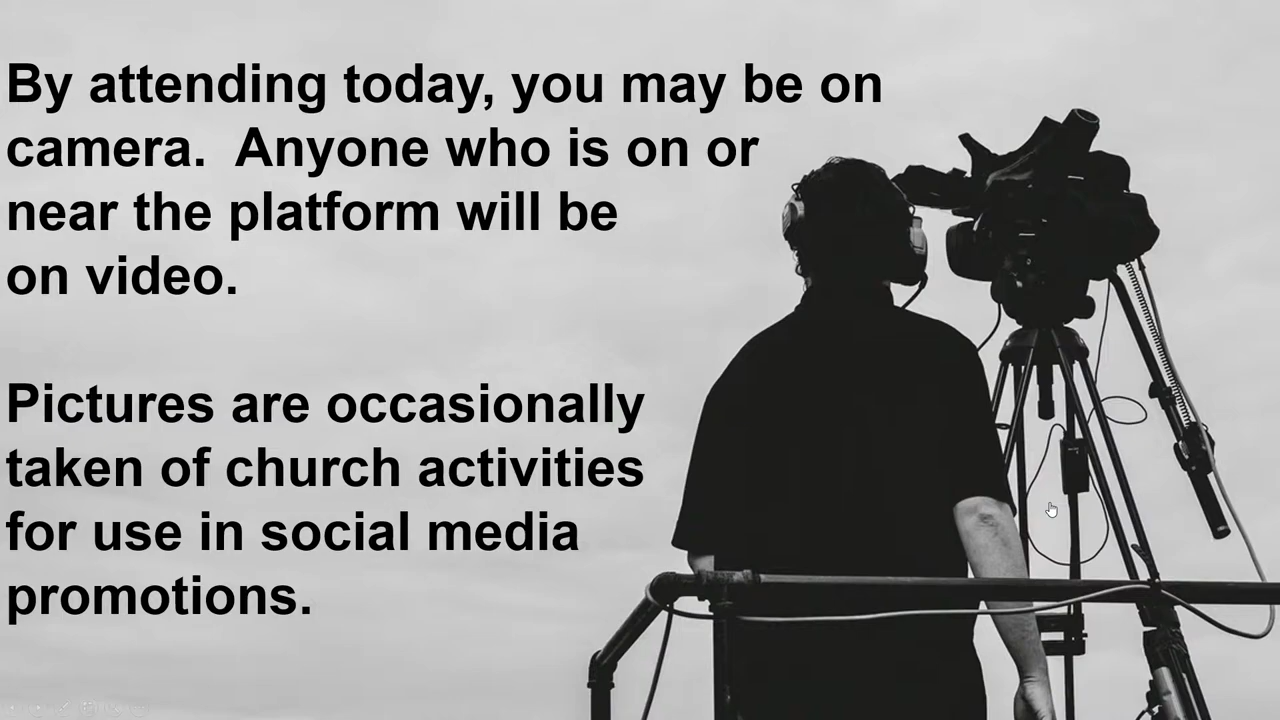 By attending today, you may be on
camera.  Anyone who is on or
near the platform will be
on video.
Pictures are occasionally
taken of church activities
for use in social media
promotions.